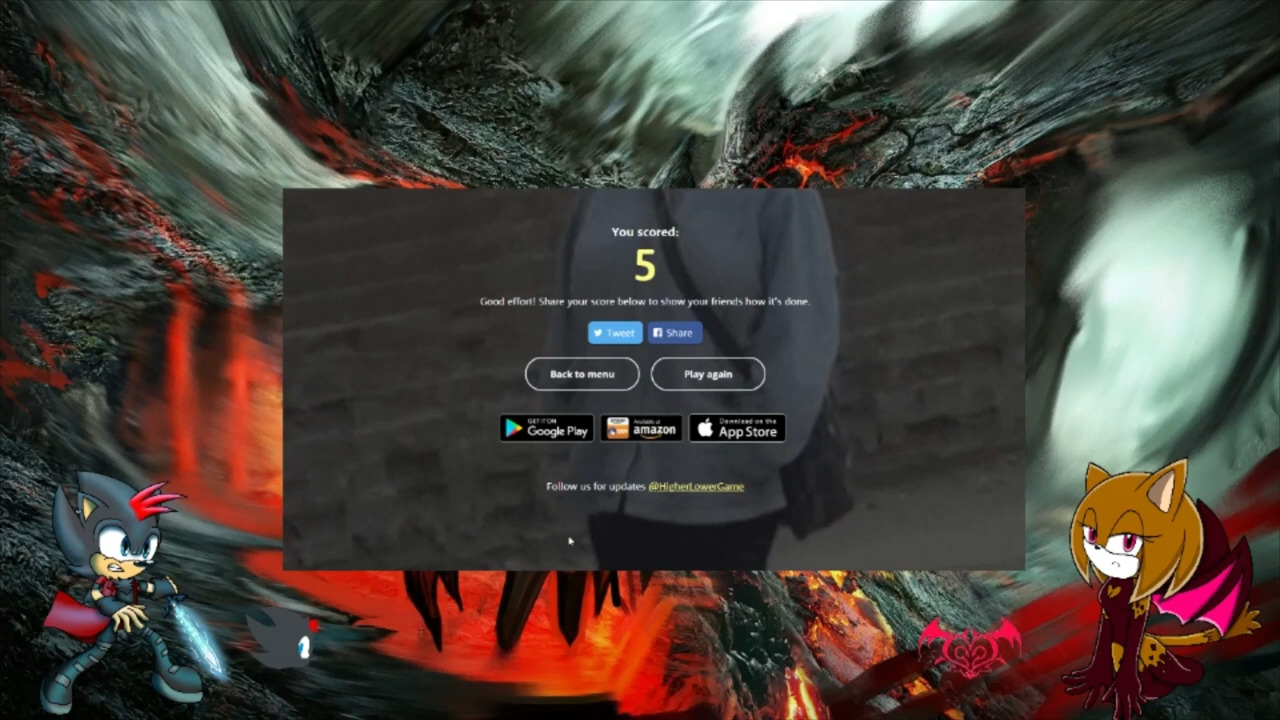 You scored:
5
Good effort! Share your score below to show your friends how it's done.
Tweet Share
Back to menu Play again
GET IT ON Google Play Available at amazon Download on the App Store
Follow us for updates @HigherLowerGame